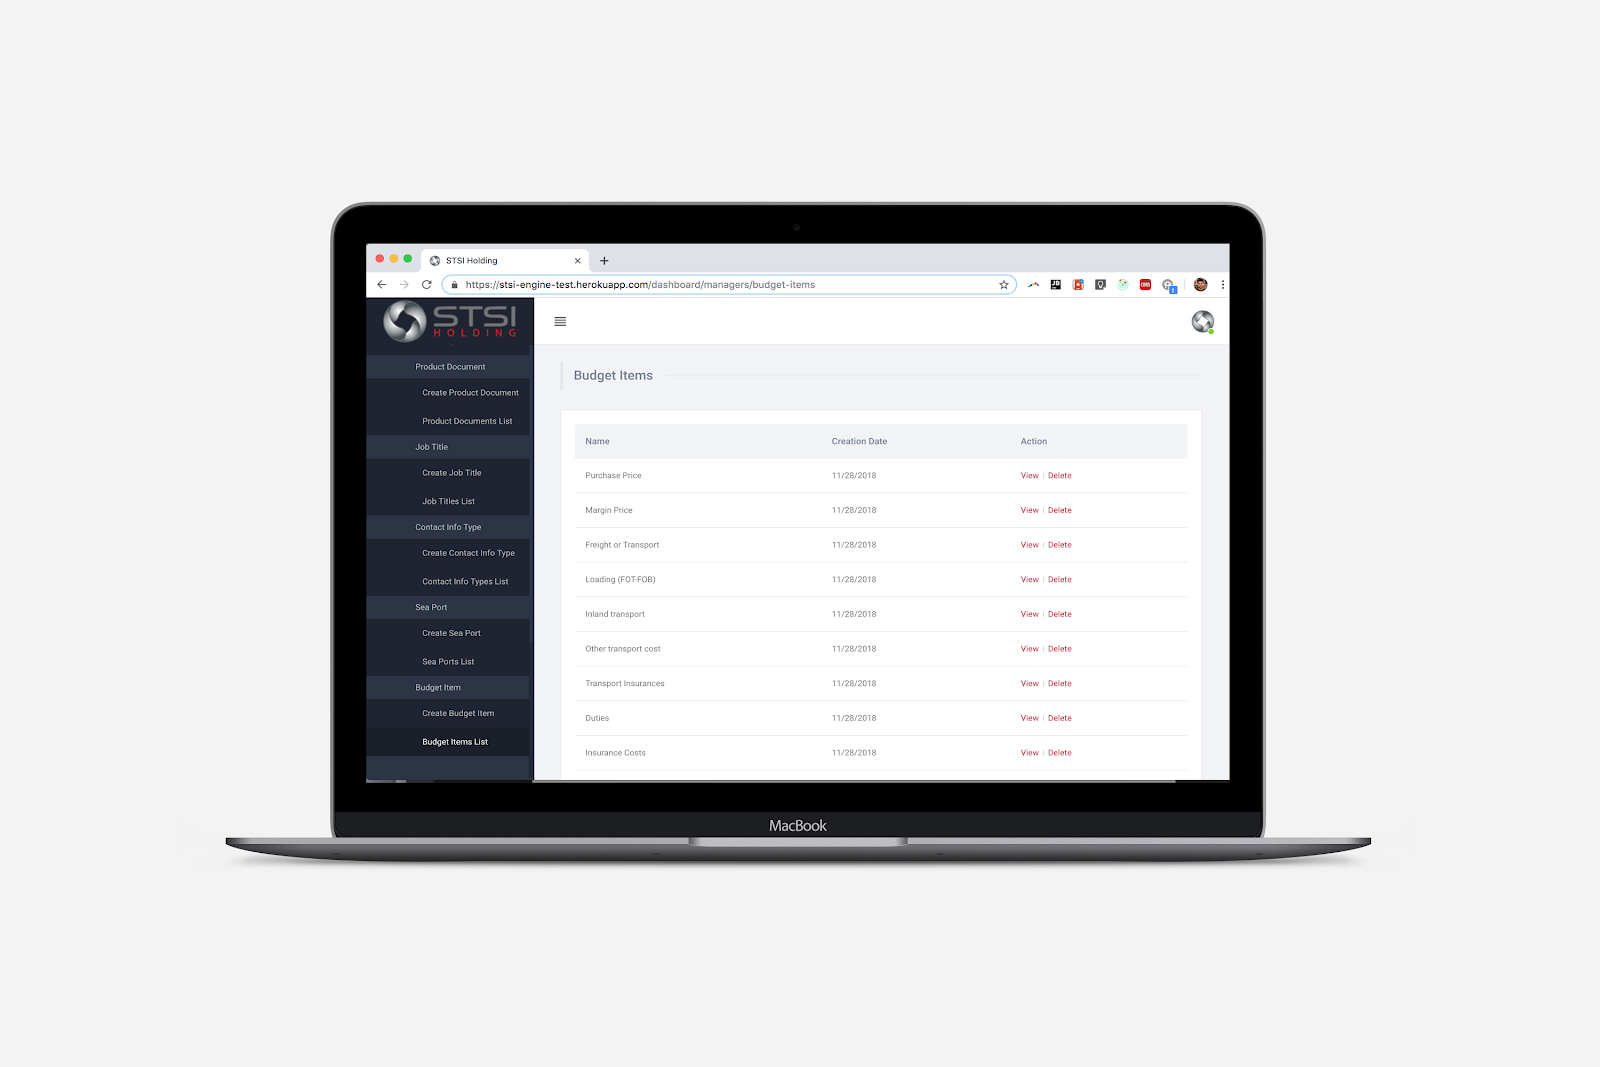 STSI Holding
https://stsi-engine-test.herokuapp.com/dashboard/managers/budget-items
STSI
HOLDING
Product Document
Create Product Document
Product Documents List
Job Title
Create Job Title
Job Titles List
Contact Info Type
Create Contact Info Type
Contact Info Types List
Sea Port
Create Sea Port
Sea Ports List
Budget Item
Create Budget Item
Budget Items List
Budget Items
Name Creation Date Action
Purchase Price 11/28/2018 View | Delete
Margin Price 11/28/2018 View | Delete
Freight or Transport 11/28/2018 View | Delete
Loading (FOT-FOB) 11/28/2018 View | Delete
Inland transport 11/28/2018 View | Delete
Other transport cost 11/28/2018 View | Delete
Transport Insurances 11/28/2018 View | Delete
Duties 11/28/2018 View | Delete
Insurance Costs 11/28/2018 View | Delete
MacBook